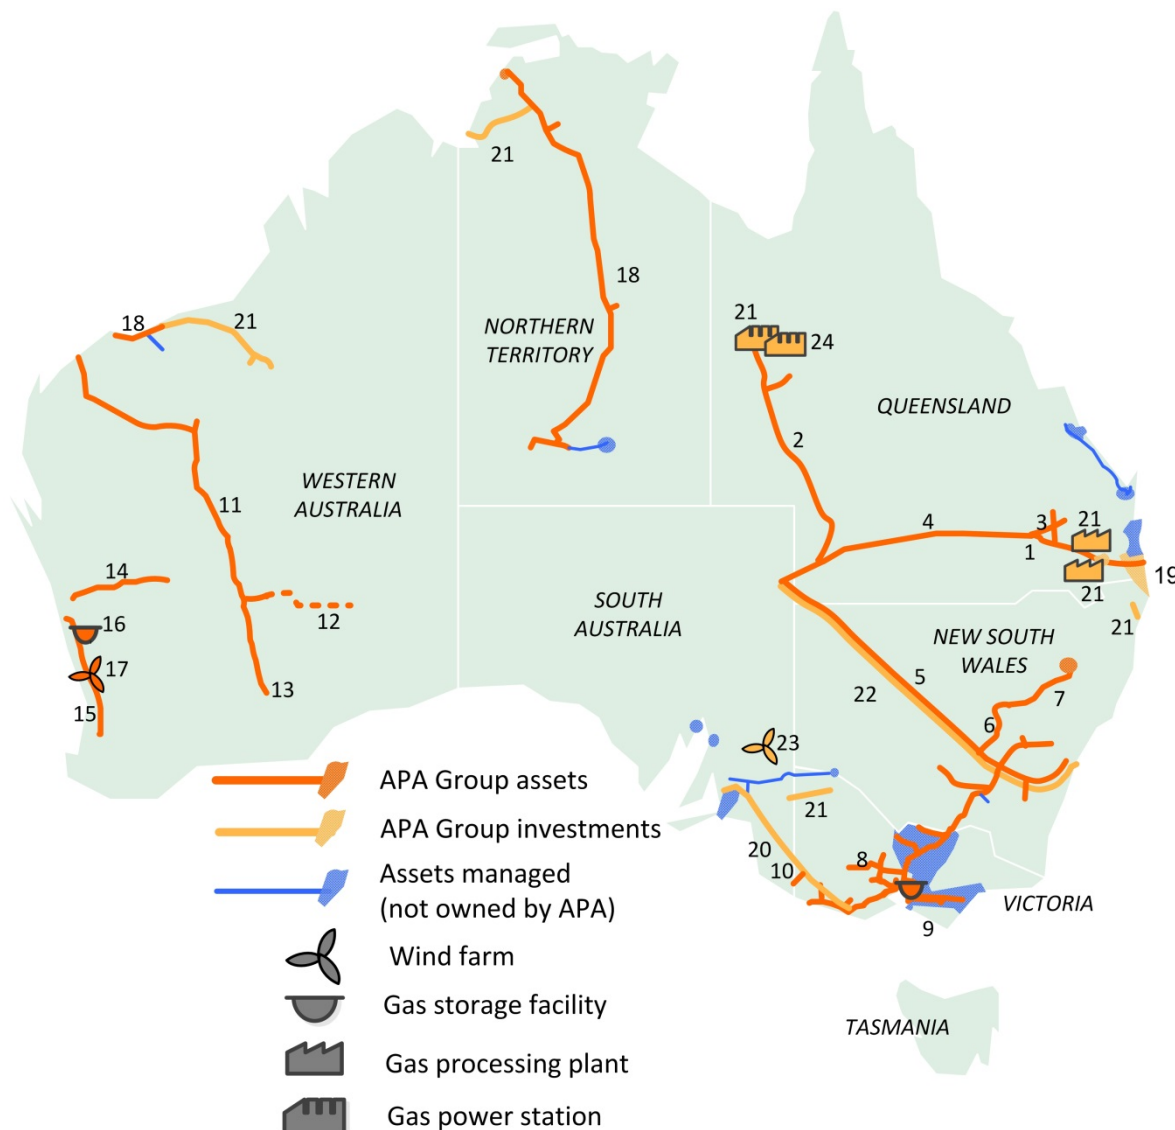 21
18
18
21
NORTHERN
TERRITORY
21
24
QUEENSLAND
2
WESTERN
AUSTRALIA
11
4
3
21
1
14
19
21
12
SOUTH
AUSTRALIA
16
21
NEW SOUTH
WALES
17
13
5
22
7
15
6
23
APA Group assets
21
APA Group investments
20
8
10
Assets managed
(not owned by APA)
VICTORIA
9
Wind farm
Gas storage facility
TASMANIA
Gas processing plant
Gas power station